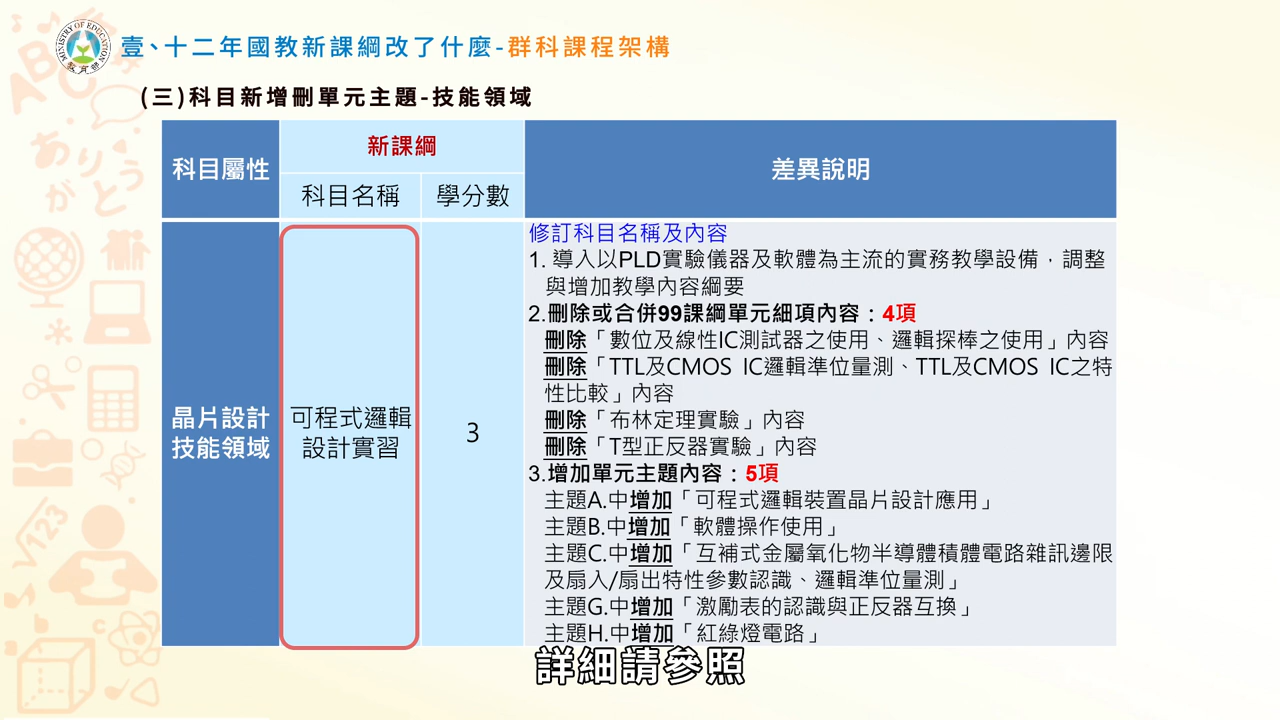 MINISTRY OF EDUCATION
教育部
壹、十二年國教新課綱改了什麼-群科課程架構
(三)科目新增刪單元主題-技能領域
科目屬性
新課綱
差異說明
科目名稱
學分數
晶片設計
技能領域
可程式邏輯
設計實習
3
修訂科目名稱及內容
1. 導入以PLD實驗儀器及軟體為主流的實務教學設備，調整
與增加教學內容綱要
2.刪除或合併99課綱單元細項內容：4項
刪除「數位及線性IC測試器之使用、邏輯探棒之使用」內容
刪除「TTL及CMOS IC邏輯準位量測、TTL及CMOS IC之特
性比較」內容
刪除「布林定理實驗」內容
刪除「T型正反器實驗」內容
3.增加單元主題內容：5項
主題A.中增加「可程式邏輯裝置晶片設計應用」
主題B.中增加「軟體操作使用」
主題C.中增加「互補式金屬氧化物半導體積體電路雜訊邊限
及扇入/扇出特性參數認識、邏輯準位量測」
主題G.中增加「激勵表的認識與正反器互換」
主題H.中增加「紅綠燈電路」
詳細請參照